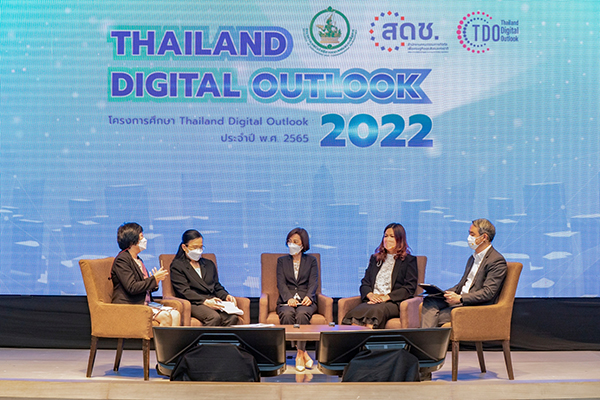 THAILAND
DIGITAL OUTLOOK
โครงการศึกษา Thailand Digital Outlook
ประจำปี พ.ศ. 2565
2022
สดช.
TDO
Thailand
Digital
Outlook